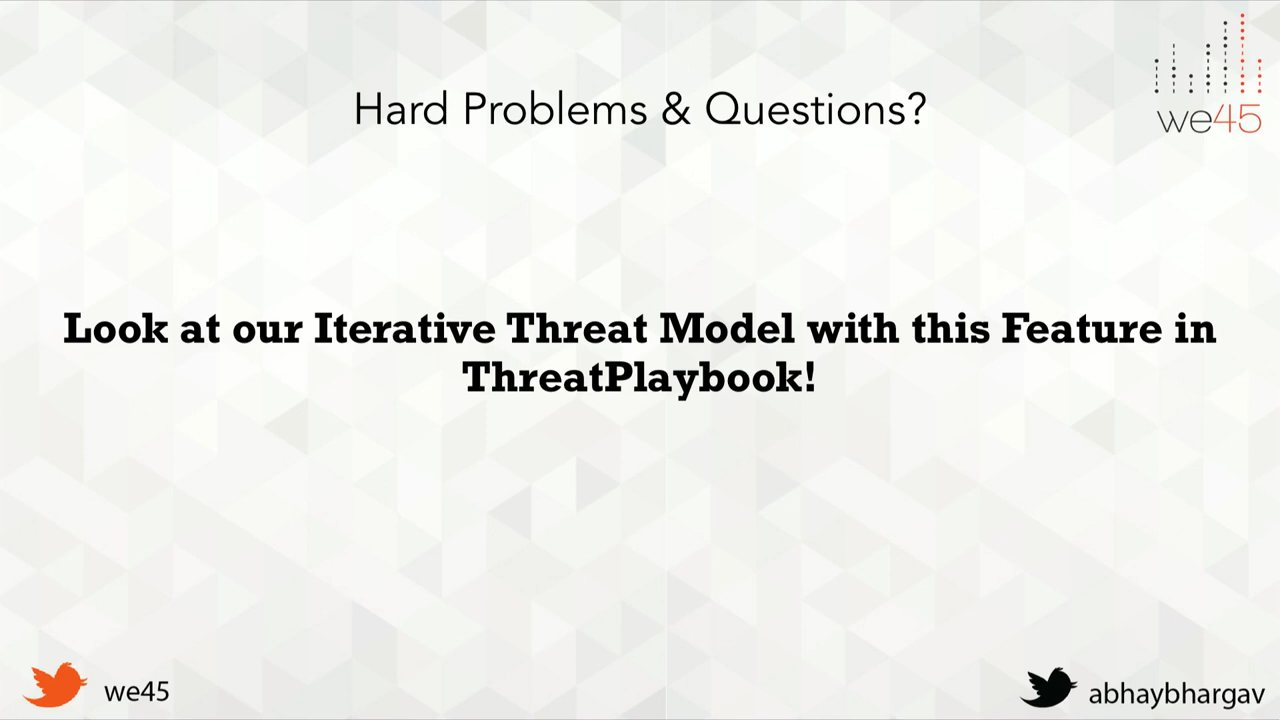 we45
Hard Problems & Questions?
Look at our Iterative Threat Model with this Feature in
ThreatPlaybook!
we45
abhaybhargav